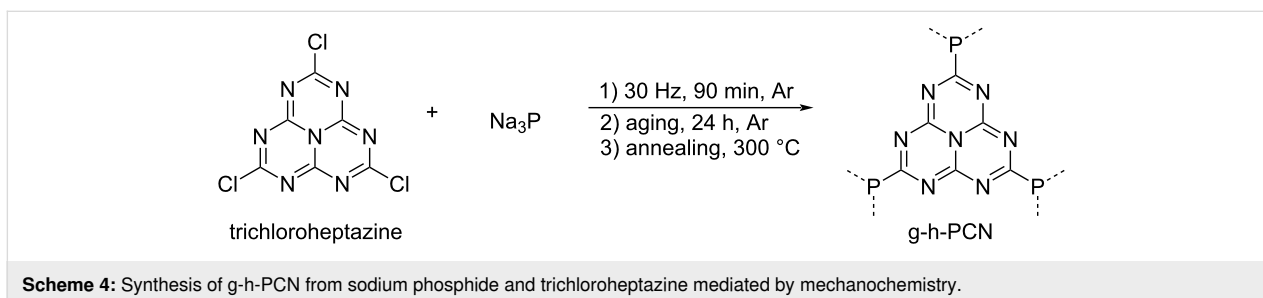 Cl
N N
N N N
Cl N N Cl
trichloroheptazine
+
Na₃P
1) 30 Hz, 90 min, Ar
2) aging, 24 h, Ar
3) annealing, 300 °C
P
N N
N N N
P N N P
g-h-PCN
Scheme 4: Synthesis of g-h-PCN from sodium phosphide and trichloroheptazine mediated by mechanochemistry.